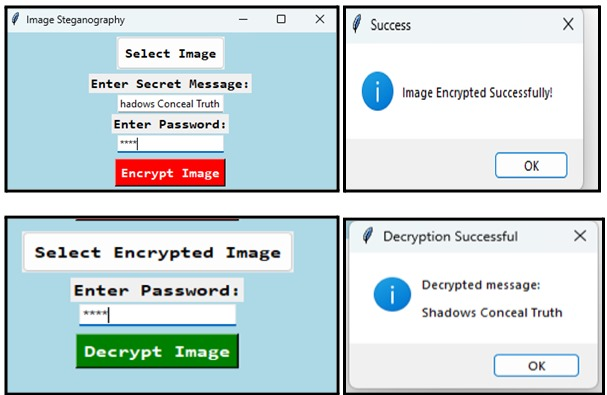 Image Steganography
Select Image
Enter Secret Message:
hadows Conceal Truth
Enter Password:
****
Encrypt Image
Success
Image Encrypted Successfully!
OK
Select Encrypted Image
Enter Password:
****
Decrypt Image
Decryption Successful
Decrypted message:
Shadows Conceal Truth
OK